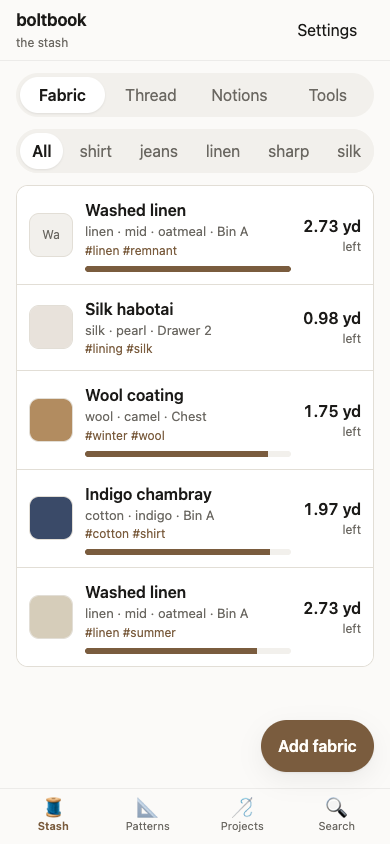 boltbook
the stash
Settings
Fabric Thread Notions Tools
All shirt jeans linen sharp silk
Wa
Washed linen
linen · mid · oatmeal · Bin A
#linen #remnant
2.73 yd
left
Silk habotai
silk · pearl · Drawer 2
#lining #silk
0.98 yd
left
Wool coating
wool · camel · Chest
#winter #wool
1.75 yd
left
Indigo chambray
cotton · indigo · Bin A
#cotton #shirt
1.97 yd
left
Washed linen
linen · mid · oatmeal · Bin A
#linen #summer
2.73 yd
left
Add fabric
Stash Patterns Projects Search